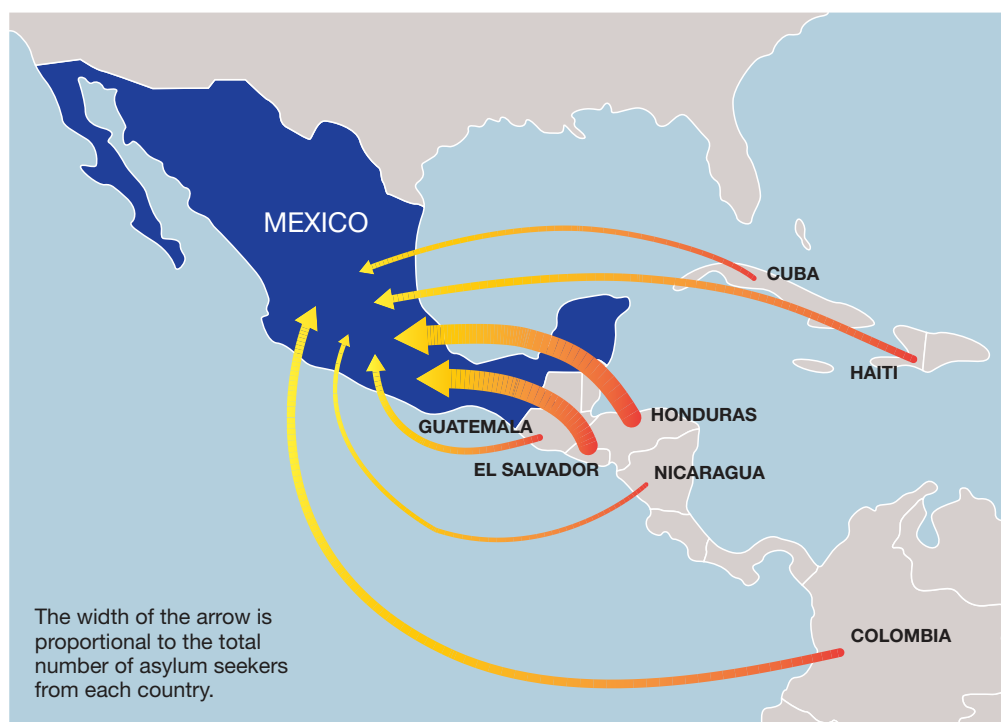 MEXICO
CUBA
HAITI
HONDURAS
GUATEMALA
EL SALVADOR
NICARAGUA
COLOMBIA
The width of the arrow is
proportional to the total
number of asylum seekers
from each country.